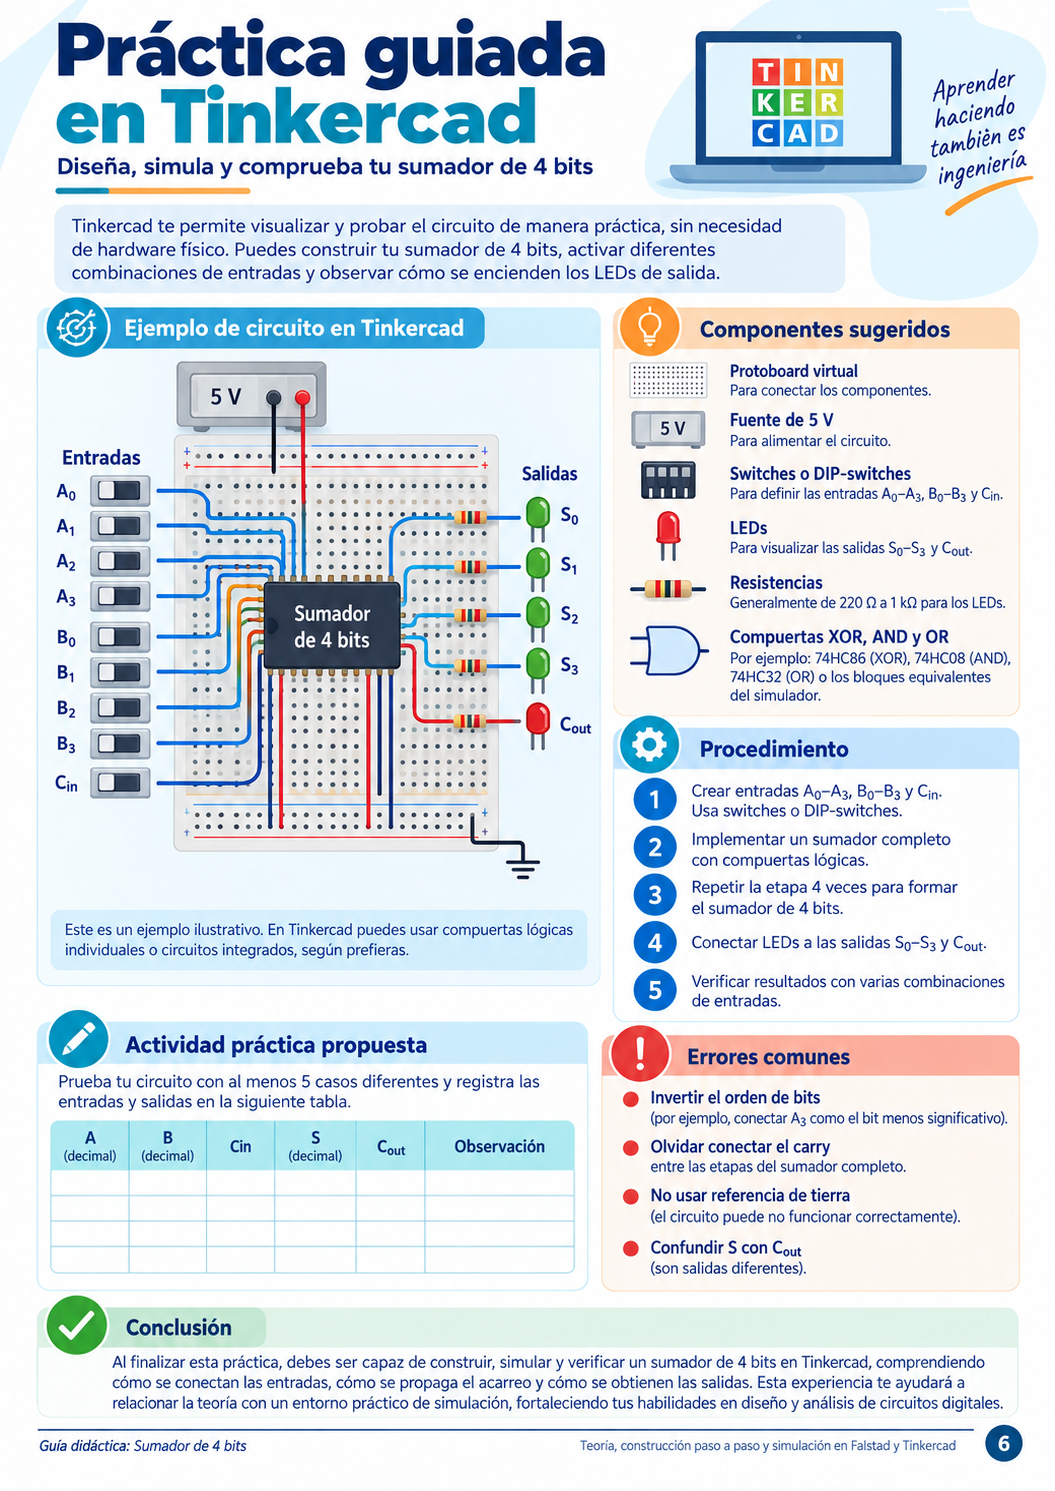 Práctica guiada
en Tinkercad
Diseña, simula y comprueba tu sumador de 4 bits
TIN
KER
CAD
Aprender
haciendo
también es
ingeniería
Tinkercad te permite visualizar y probar el circuito de manera práctica, sin necesidad
de hardware físico. Puedes construir tu sumador de 4 bits, activar diferentes
combinaciones de entradas y observar cómo se encienden los LEDs de salida.
Ejemplo de circuito en Tinkercad
5 V
Entradas
A₀
A₁
A₂
A₃
B₀
B₁
B₂
B₃
Cin
Sumador
de 4 bits
Salidas
S₀
S₁
S₂
S₃
Cout
Este es un ejemplo ilustrativo. En Tinkercad puedes usar compuertas lógicas
individuales o circuitos integrados, según prefieras.
Componentes sugeridos
Protoboard virtual
Para conectar los componentes.
5 V
Fuente de 5 V
Para alimentar el circuito.
Switches o DIP-switches
Para definir las entradas A₀–A₃, B₀–B₃ y Cin.
LEDs
Para visualizar las salidas S₀–S₃ y Cout.
Resistencias
Generalmente de 220 Ω a 1 kΩ para los LEDs.
Compuertas XOR, AND y OR
Por ejemplo: 74HC86 (XOR), 74HC08 (AND),
74HC32 (OR) o los bloques equivalentes
del simulador.
Procedimiento
1 Crear entradas A₀–A₃, B₀–B₃ y Cin.
Usa switches o DIP-switches.
2 Implementar un sumador completo
con compuertas lógicas.
3 Repetir la etapa 4 veces para formar
el sumador de 4 bits.
4 Conectar LEDs a las salidas S₀–S₃ y Cout.
5 Verificar resultados con varias combinaciones
de entradas.
Actividad práctica propuesta
Prueba tu circuito con al menos 5 casos diferentes y registra las
entradas y salidas en la siguiente tabla.
A (decimal) B (decimal) Cin S (decimal) Cout Observación
Errores comunes
Invertir el orden de bits
(por ejemplo, conectar A₃ como el bit menos significativo).
Olvidar conectar el carry
entre las etapas del sumador completo.
No usar referencia de tierra
(el circuito puede no funcionar correctamente).
Confundir S con Cout
(son salidas diferentes).
Conclusión
Al finalizar esta práctica, debes ser capaz de construir, simular y verificar un sumador de 4 bits en Tinkercad, comprendiendo
cómo se conectan las entradas, cómo se propaga el acarreo y cómo se obtienen las salidas. Esta experiencia te ayudará a
relacionar la teoría con un entorno práctico de simulación, fortaleciendo tus habilidades en diseño y análisis de circuitos digitales.
Guía didáctica: Sumador de 4 bits
Teoría, construcción paso a paso y simulación en Falstad y Tinkercad
6